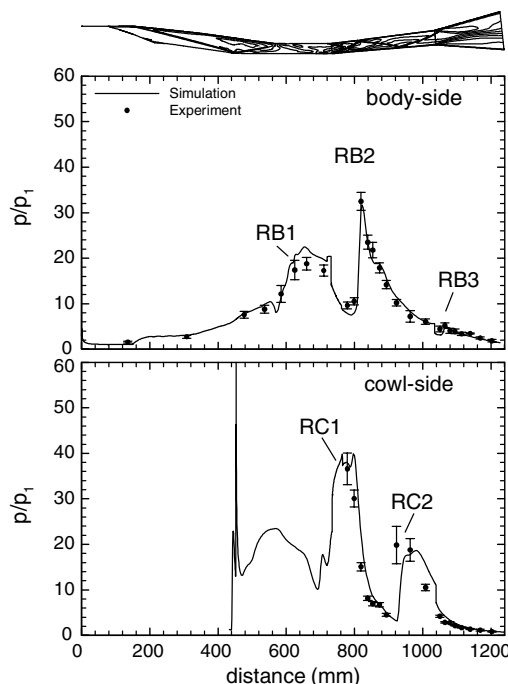 60
Simulation
Experiment
body-side
50
40
RB2
p/p1
30
RB1
20
10
RB3
0
60
cowl-side
50
RC1
40
p/p1
30
RC2
20
10
0
0 200 400 600 800 1000 1200
distance (mm)